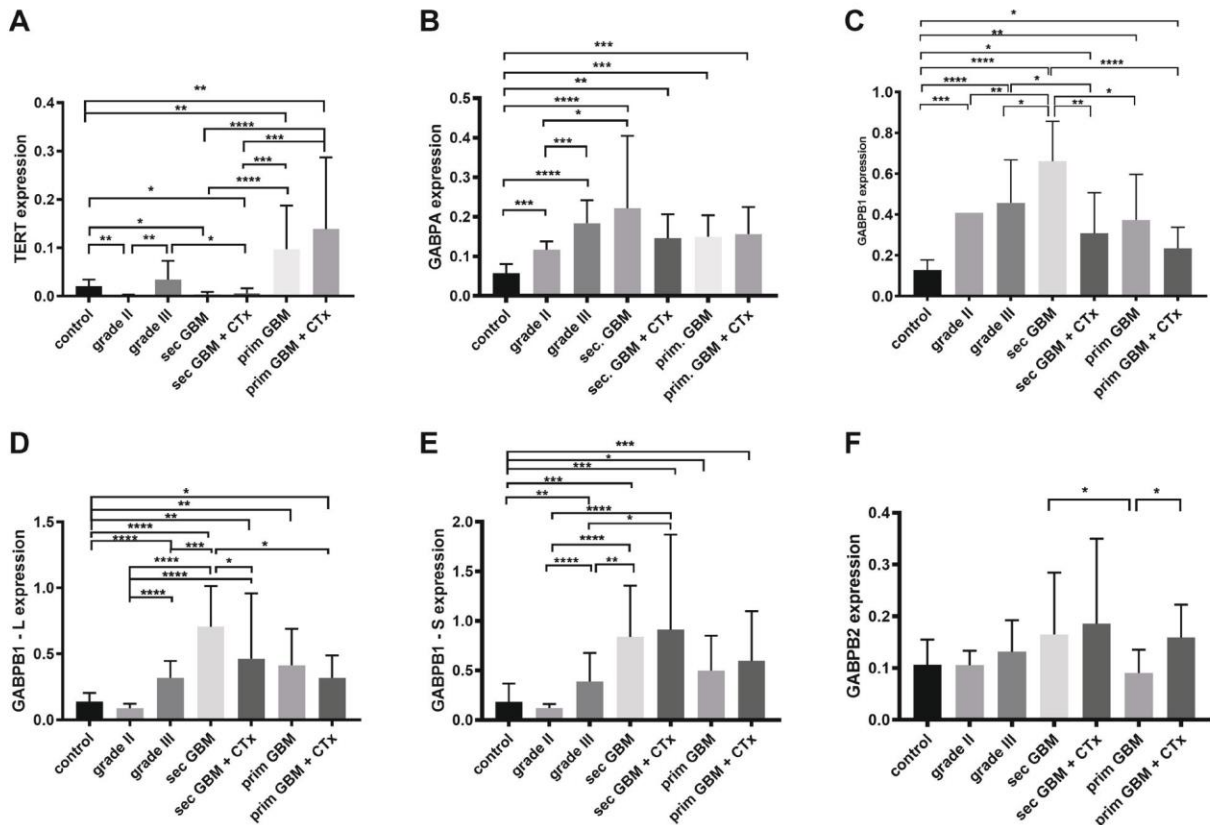 A
** 
**
****
***
***
****
*
*
** ** *
TERT expression
0.4
0.3
0.2
0.1
0.0
control
grade II
grade III
sec GBM
sec GBM + CTx
prim GBM
prim GBM + CTx
B
***
***
**
****
*
***
****
***
GABPA expression
0.5
0.4
0.3
0.2
0.1
0.0
control
grade II
grade III
sec. GBM
sec. GBM + CTx
prim. GBM
prim. GBM + CTx
C
*
**
*
**** ****
**** *
** *
*** * **
GABPB1 expression
1.0
0.8
0.6
0.4
0.2
0.0
control
grade II
grade III
sec GBM
sec GBM + CTx
prim GBM
prim GBM + CTx
D
*
**
**
****
**** *** *
**** *
****
****
GABPB1 - L expression
1.5
1.0
0.5
0.0
control
grade II
grade III
sec GBM
sec GBM + CTx
prim GBM
prim GBM + CTx
E
***
*
***
***
**
****
*
****
**** **
GABPB1 - S expression
2.0
1.5
1.0
0.5
0.0
control
grade II
grade III
sec GBM
sec GBM + CTx
prim GBM
prim GBM + CTx
F
* *
GABPB2 expression
0.4
0.3
0.2
0.1
0.0
control
grade II
grade III
sec GBM
sec GBM + CTx
prim GBM
prim GBM + CTx